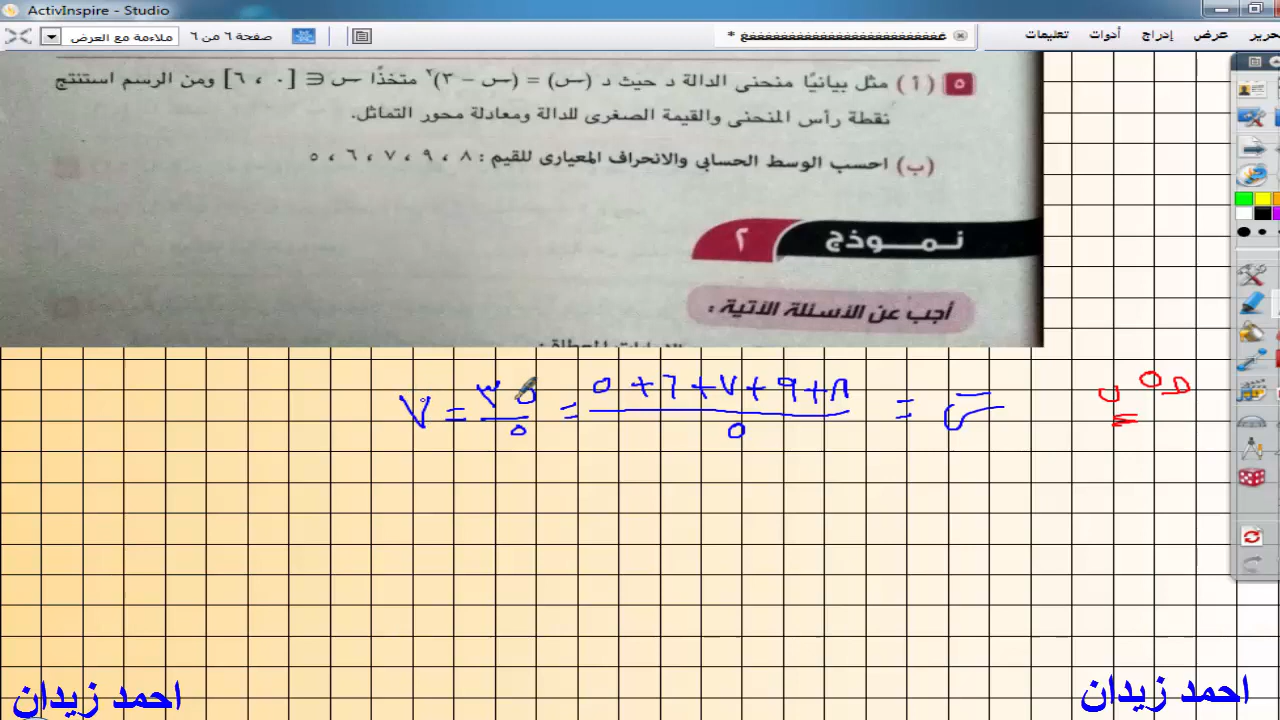 ActivInspire - Studio
تحرير عرض إدراج أدوات تعليمات
صفحة ٦ من ٦ ملاءمة مع العرض
٥ (أ) مثل بيانيًا منحنى الدالة د حيث د (س) = (س - ٣)٢ متخذًا س ∈ [٠ ، ٦] ومن الرسم استنتج
نقطة رأس المنحنى والقيمة الصغرى للدالة ومعادلة محور التماثل.
(ب) احسب الوسط الحسابى والانحراف المعيارى للقيم : ٨ ، ٩ ، ٧ ، ٦ ، ٥
نموذج ٢
أجب عن الأسئلة الآتية :
س٥ ب
س = ٨+٩+٧+٦+٥ / ٥ = ٣٥ / ٥ = ٧
احمد زيدان
احمد زيدان